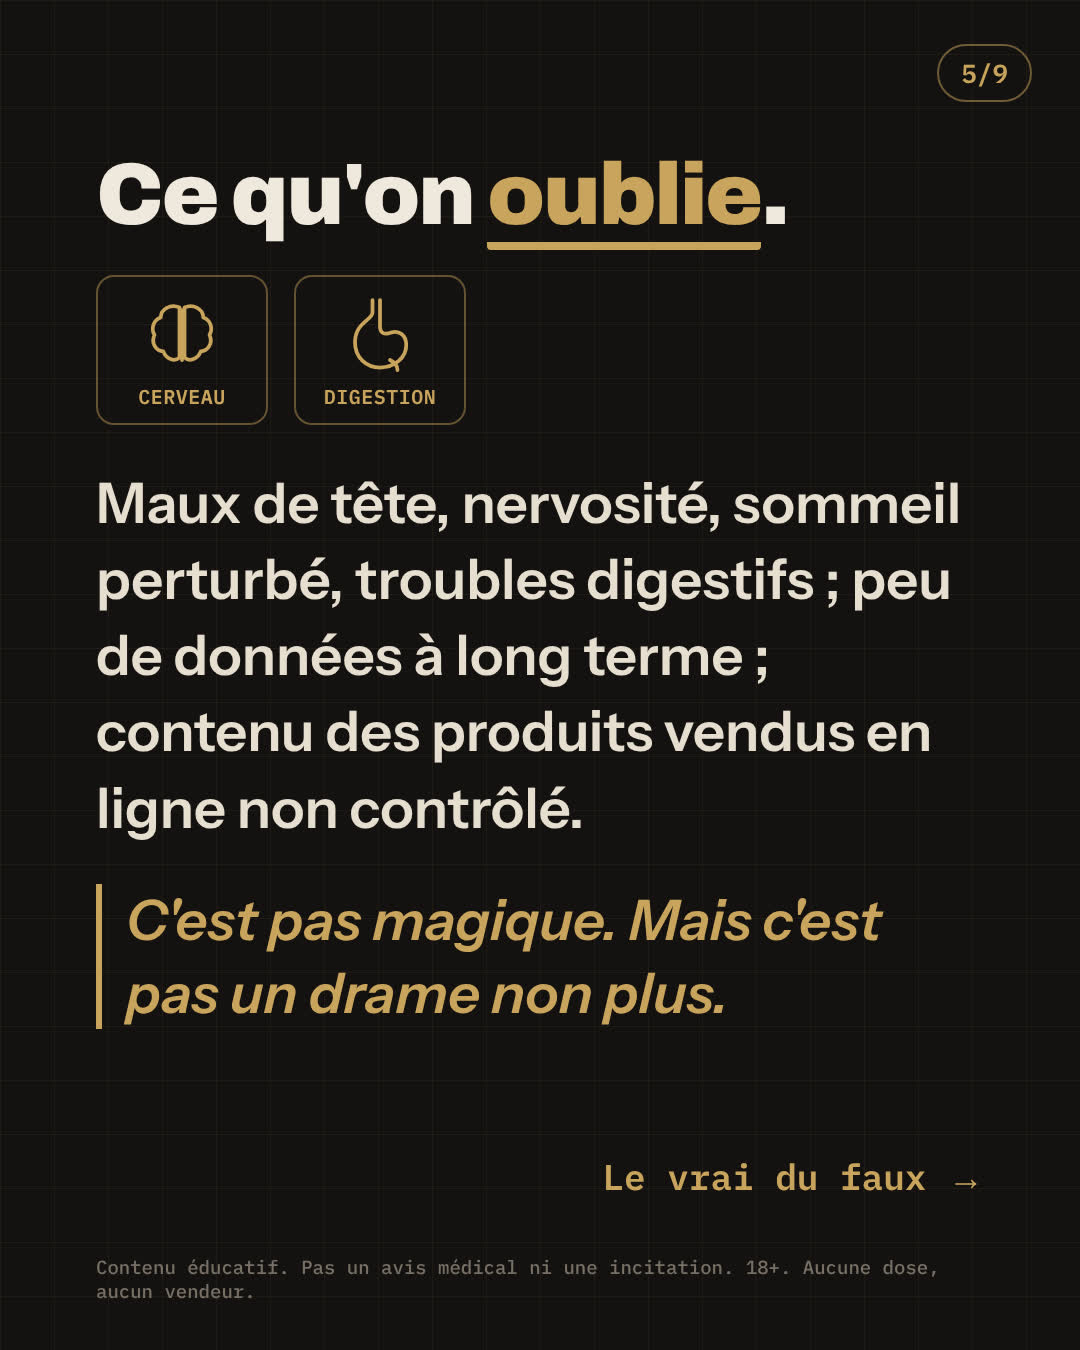 5/9
Ce qu'on oublie.
CERVEAU
DIGESTION
Maux de tête, nervosité, sommeil
perturbé, troubles digestifs ; peu
de données à long terme ;
contenu des produits vendus en
ligne non contrôlé.
C'est pas magique. Mais c'est
pas un drame non plus.
Le vrai du faux →
Contenu éducatif. Pas un avis médical ni une incitation. 18+. Aucune dose,
aucun vendeur.